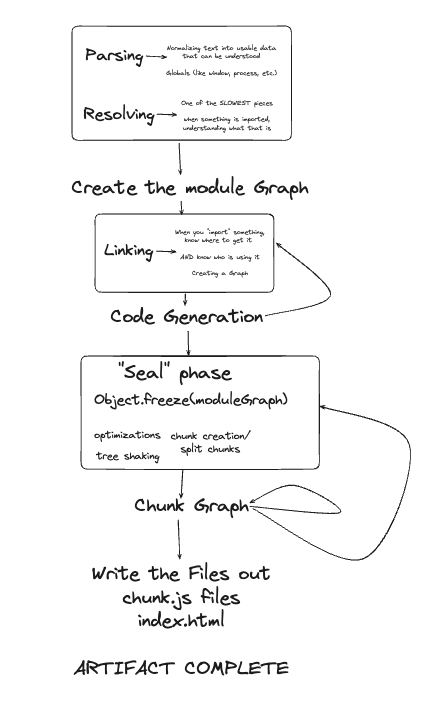 Parsing
Normalizing text into usable data
that can be understood
Globals (like window, process, etc.)
Resolving
One of the SLOWEST pieces
when something is imported,
understanding what that is
Create the module Graph
Linking
When you "import" something,
know where to get it
AND know who is using it
Creating a Graph
Code Generation
"Seal" phase
Object.freeze(moduleGraph)
optimizations
tree shaking
chunk creation/
split chunks
Chunk Graph
Write the Files out
chunk.js files
index.html
ARTIFACT COMPLETE